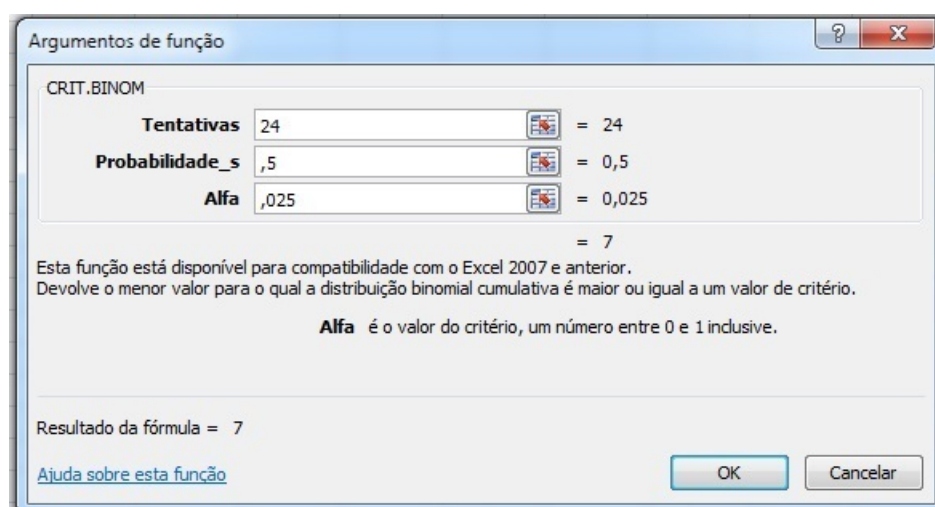 Argumentos de função
CRIT.BINOM
Tentativas 24 = 24
Probabilidade_s ,5 = 0,5
Alfa ,025 = 0,025
= 7
Esta função está disponível para compatibilidade com o Excel 2007 e anterior.
Devolve o menor valor para o qual a distribuição binomial cumulativa é maior ou igual a um valor de critério.
Alfa é o valor do critério, um número entre 0 e 1 inclusive.
Resultado da fórmula = 7
Ajuda sobre esta função OK Cancelar